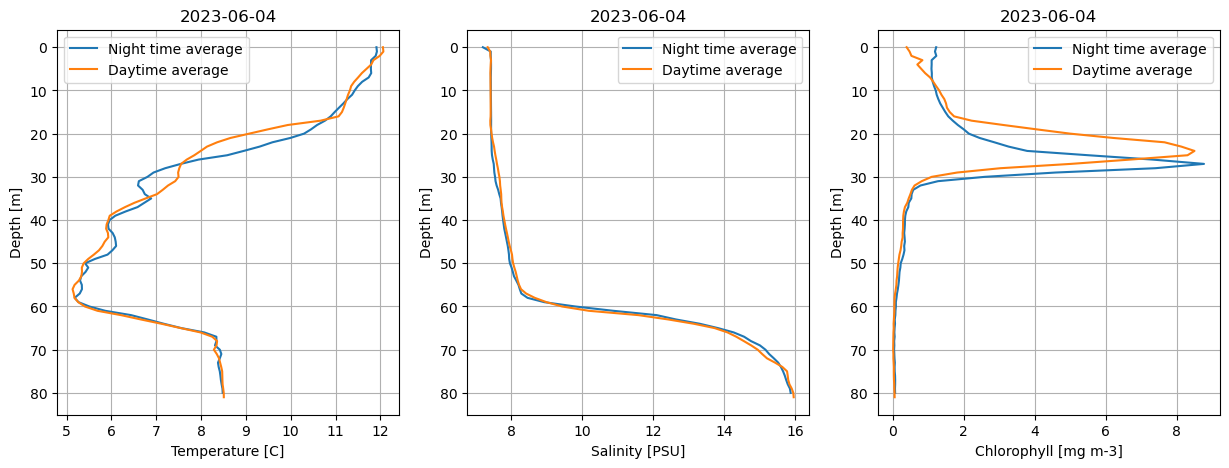 2023-06-04
Night time average
Daytime average
0
10
20
30
40
50
60
70
80
Depth [m]
5 6 7 8 9 10 11 12
Temperature [C]
2023-06-04
Night time average
Daytime average
0
10
20
30
40
50
60
70
80
Depth [m]
8 10 12 14 16
Salinity [PSU]
2023-06-04
Night time average
Daytime average
0
10
20
30
40
50
60
70
80
Depth [m]
0 2 4 6 8
Chlorophyll [mg m-3]